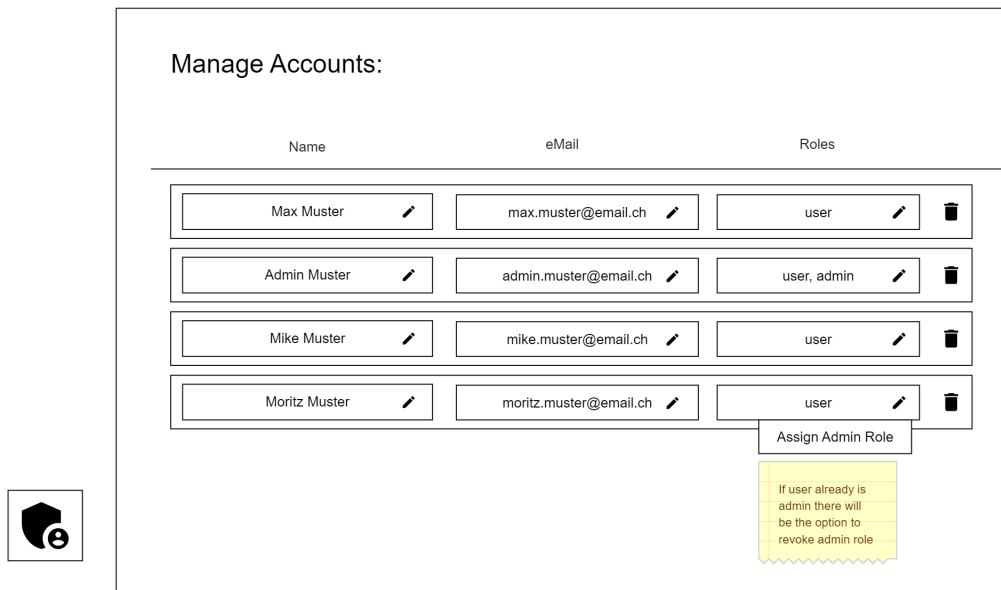 Manage Accounts:
Name eMail Roles
Max Muster max.muster@email.ch user
Admin Muster admin.muster@email.ch user, admin
Mike Muster mike.muster@email.ch user
Moritz Muster moritz.muster@email.ch user
Assign Admin Role
If user already is
admin there will
be the option to
revoke admin role